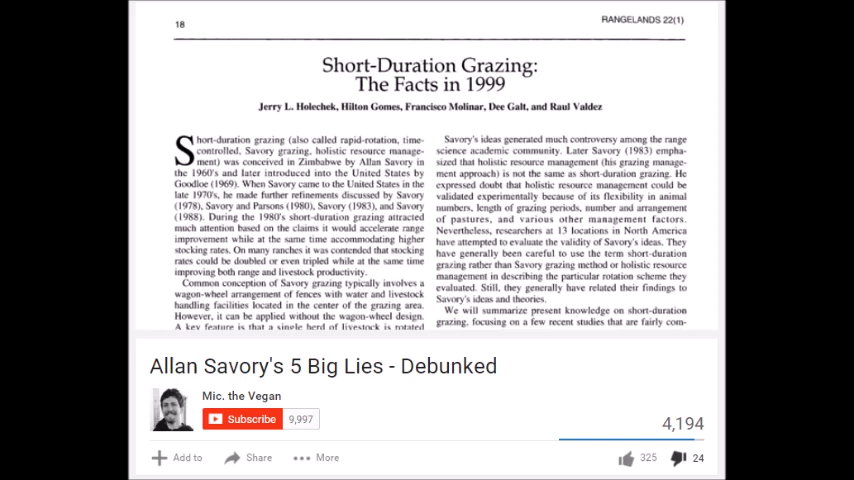 18
RANGELANDS 22(1)
Short-Duration Grazing:
The Facts in 1999
Jerry L. Holechek, Hilton Gomes, Francisco Molinar, Dee Galt, and Raul Valdez
Short-duration grazing (also called rapid-rotation, time-
controlled, Savory grazing, holistic resource manage-
ment) was conceived in Zimbabwe by Allan Savory in
the 1960's and later introduced into the United States by
Goodloe (1969). When Savory came to the United States in the
late 1970's, he made further refinements discussed by Savory
(1978), Savory and Parsons (1980), Savory (1983), and Savory
(1988). During the 1980's short-duration grazing attracted
much attention based on the claims it would accelerate range
improvement while at the same time accommodating higher
stocking rates. On many ranches it was contended that stocking
rates could be doubled or even tripled while at the same time
improving both range and livestock productivity.
Common conception of Savory grazing typically involves a
wagon-wheel arrangement of fences with water and livestock
handling facilities located in the center of the grazing area.
However, it can be applied without the wagon-wheel design.
A key feature is that a single herd of livestock is rotated
Savory's ideas generated much controversy among the range
science academic community. Later Savory (1983) empha-
sized that holistic resource management (his grazing manage-
ment approach) is not the same as short-duration grazing. He
expressed doubt that holistic resource management could be
validated experimentally because of its flexibility in animal
numbers, length of grazing periods, number and arrangement
of pastures, and various other management factors.
Nevertheless, researchers at 13 locations in North America
have attempted to evaluate the validity of Savory's ideas. They
have generally been careful to use the term short-duration
grazing rather than Savory grazing method or holistic resource
management in describing the particular rotation scheme they
evaluated. Still, they generally have related their findings to
Savory's ideas and theories.
We will summarize present knowledge on short-duration
grazing, focusing on a few recent studies that are fairly com-
Allan Savory's 5 Big Lies - Debunked
Mic. the Vegan
Subscribe 9,997
4,194
Add to Share More 325 24